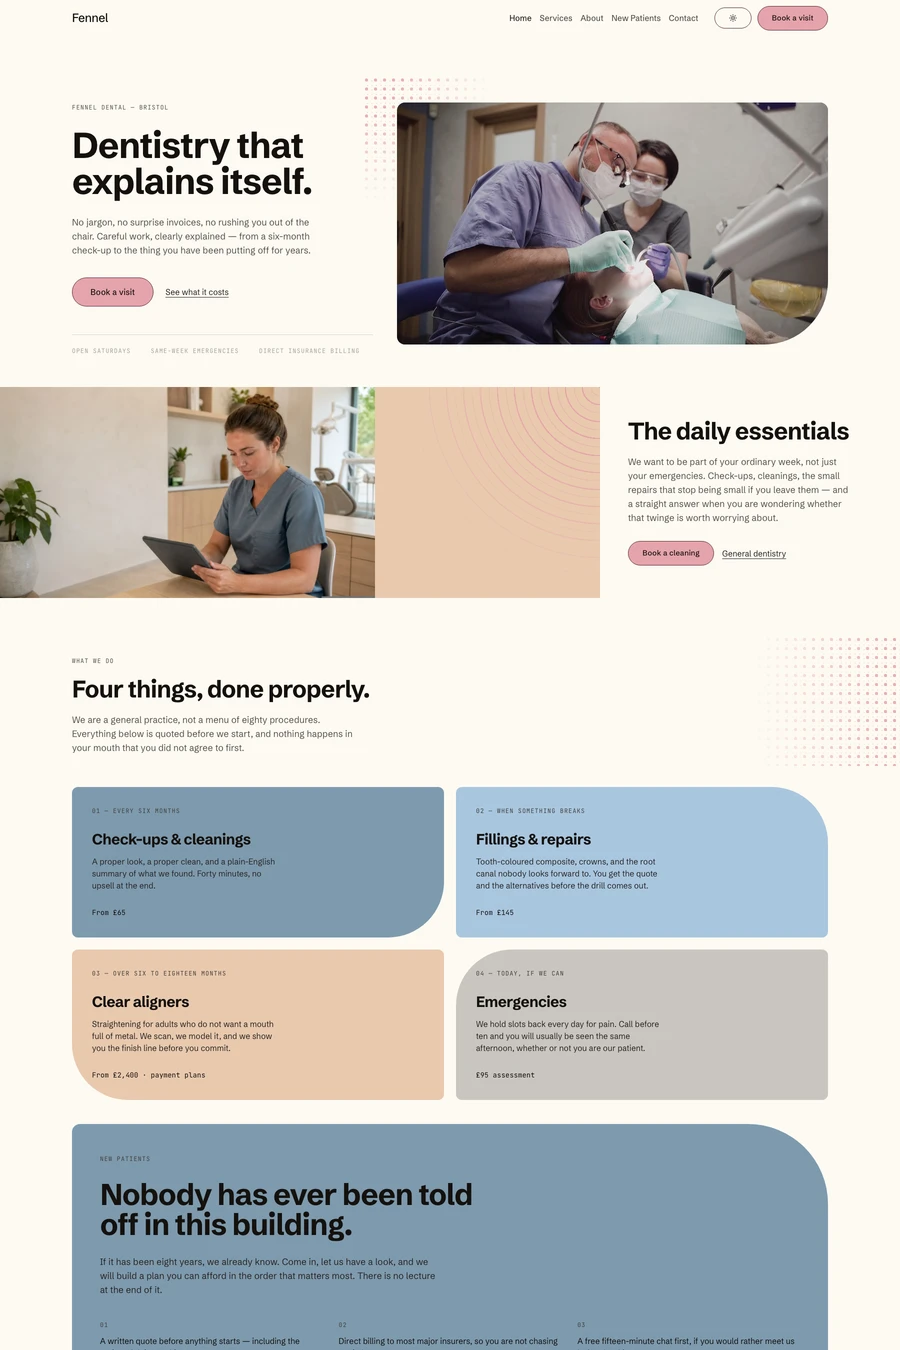 Fennel
Home Services About New Patients Contact
Book a visit
FENNEL DENTAL — BRISTOL
Dentistry that
explains itself.
No jargon, no surprise invoices, no rushing you out of the
chair. Careful work, clearly explained — from a six-month
check-up to the thing you have been putting off for years.
Book a visit
See what it costs
OPEN SATURDAYS
SAME-WEEK EMERGENCIES
DIRECT INSURANCE BILLING
The daily essentials
We want to be part of your ordinary week, not just
your emergencies. Check-ups, cleanings, the small
repairs that stop being small if you leave them — and
a straight answer when you are wondering whether
that twinge is worth worrying about.
Book a cleaning
General dentistry
WHAT WE DO
Four things, done properly.
We are a general practice, not a menu of eighty procedures.
Everything below is quoted before we start, and nothing happens in
your mouth that you did not agree to first.
01 — EVERY SIX MONTHS
Check-ups & cleanings
A proper look, a proper clean, and a plain-English
summary of what we found. Forty minutes, no
upsell at the end.
From £65
02 — WHEN SOMETHING BREAKS
Fillings & repairs
Tooth-coloured composite, crowns, and the root
canal nobody looks forward to. You get the quote
and the alternatives before the drill comes out.
From £145
03 — OVER SIX TO EIGHTEEN MONTHS
Clear aligners
Straightening for adults who do not want a mouth
full of metal. We scan, we model it, and we show
you the finish line before you commit.
From £2,400 · payment plans
04 — TODAY, IF WE CAN
Emergencies
We hold slots back every day for pain. Call before
ten and you will usually be seen the same
afternoon, whether or not you are our patient.
£95 assessment
NEW PATIENTS
Nobody has ever been told
off in this building.
If it has been eight years, we already know. Come in, let us have a look, and we
will build a plan you can afford in the order that matters most. There is no lecture
at the end of it.
01
A written quote before anything starts — including the
02
Direct billing to most major insurers, so you are not chasing
03
A free fifteen-minute chat first, if you would rather meet us